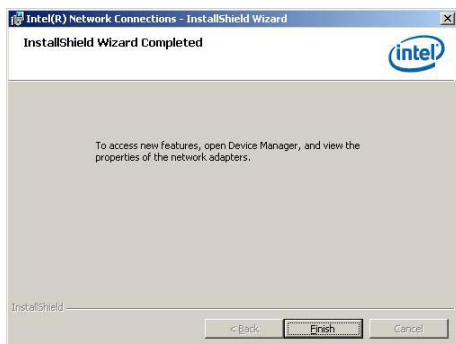 Intel(R) Network Connections - InstallShield Wizard
InstallShield Wizard Completed
intel
To access new features, open Device Manager, and view the
properties of the network adapters.
InstallShield
< Back
Finish
Cancel